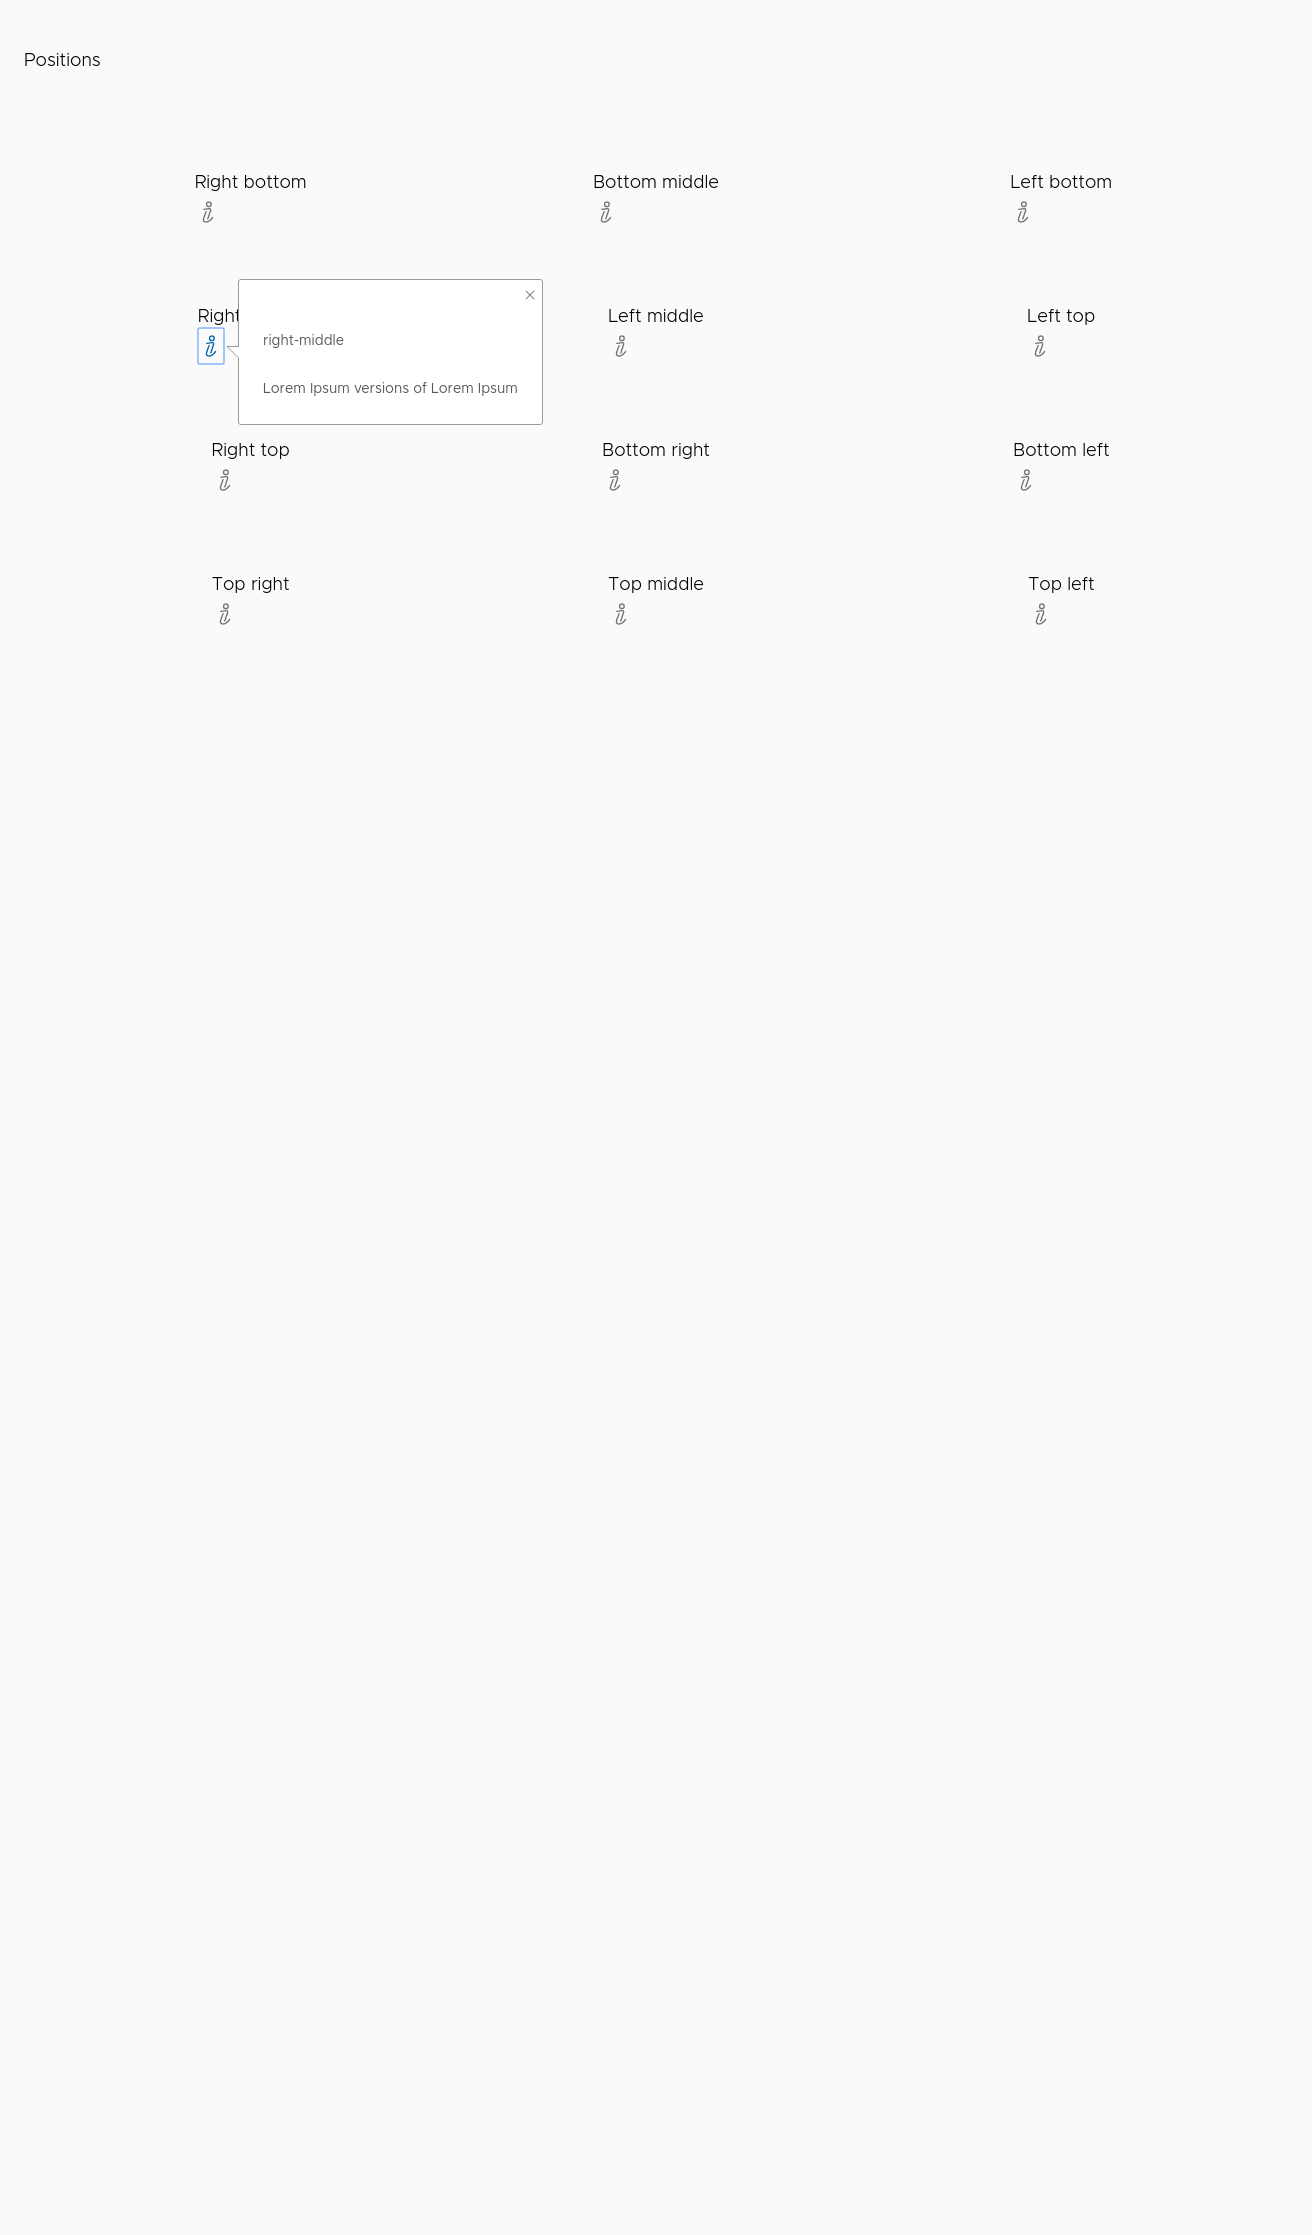 Positions
Right bottom
Bottom middle
Left bottom
Right
Left middle
Left top
right-middle
Lorem Ipsum versions of Lorem Ipsum
Right top
Bottom right
Bottom left
Top right
Top middle
Top left